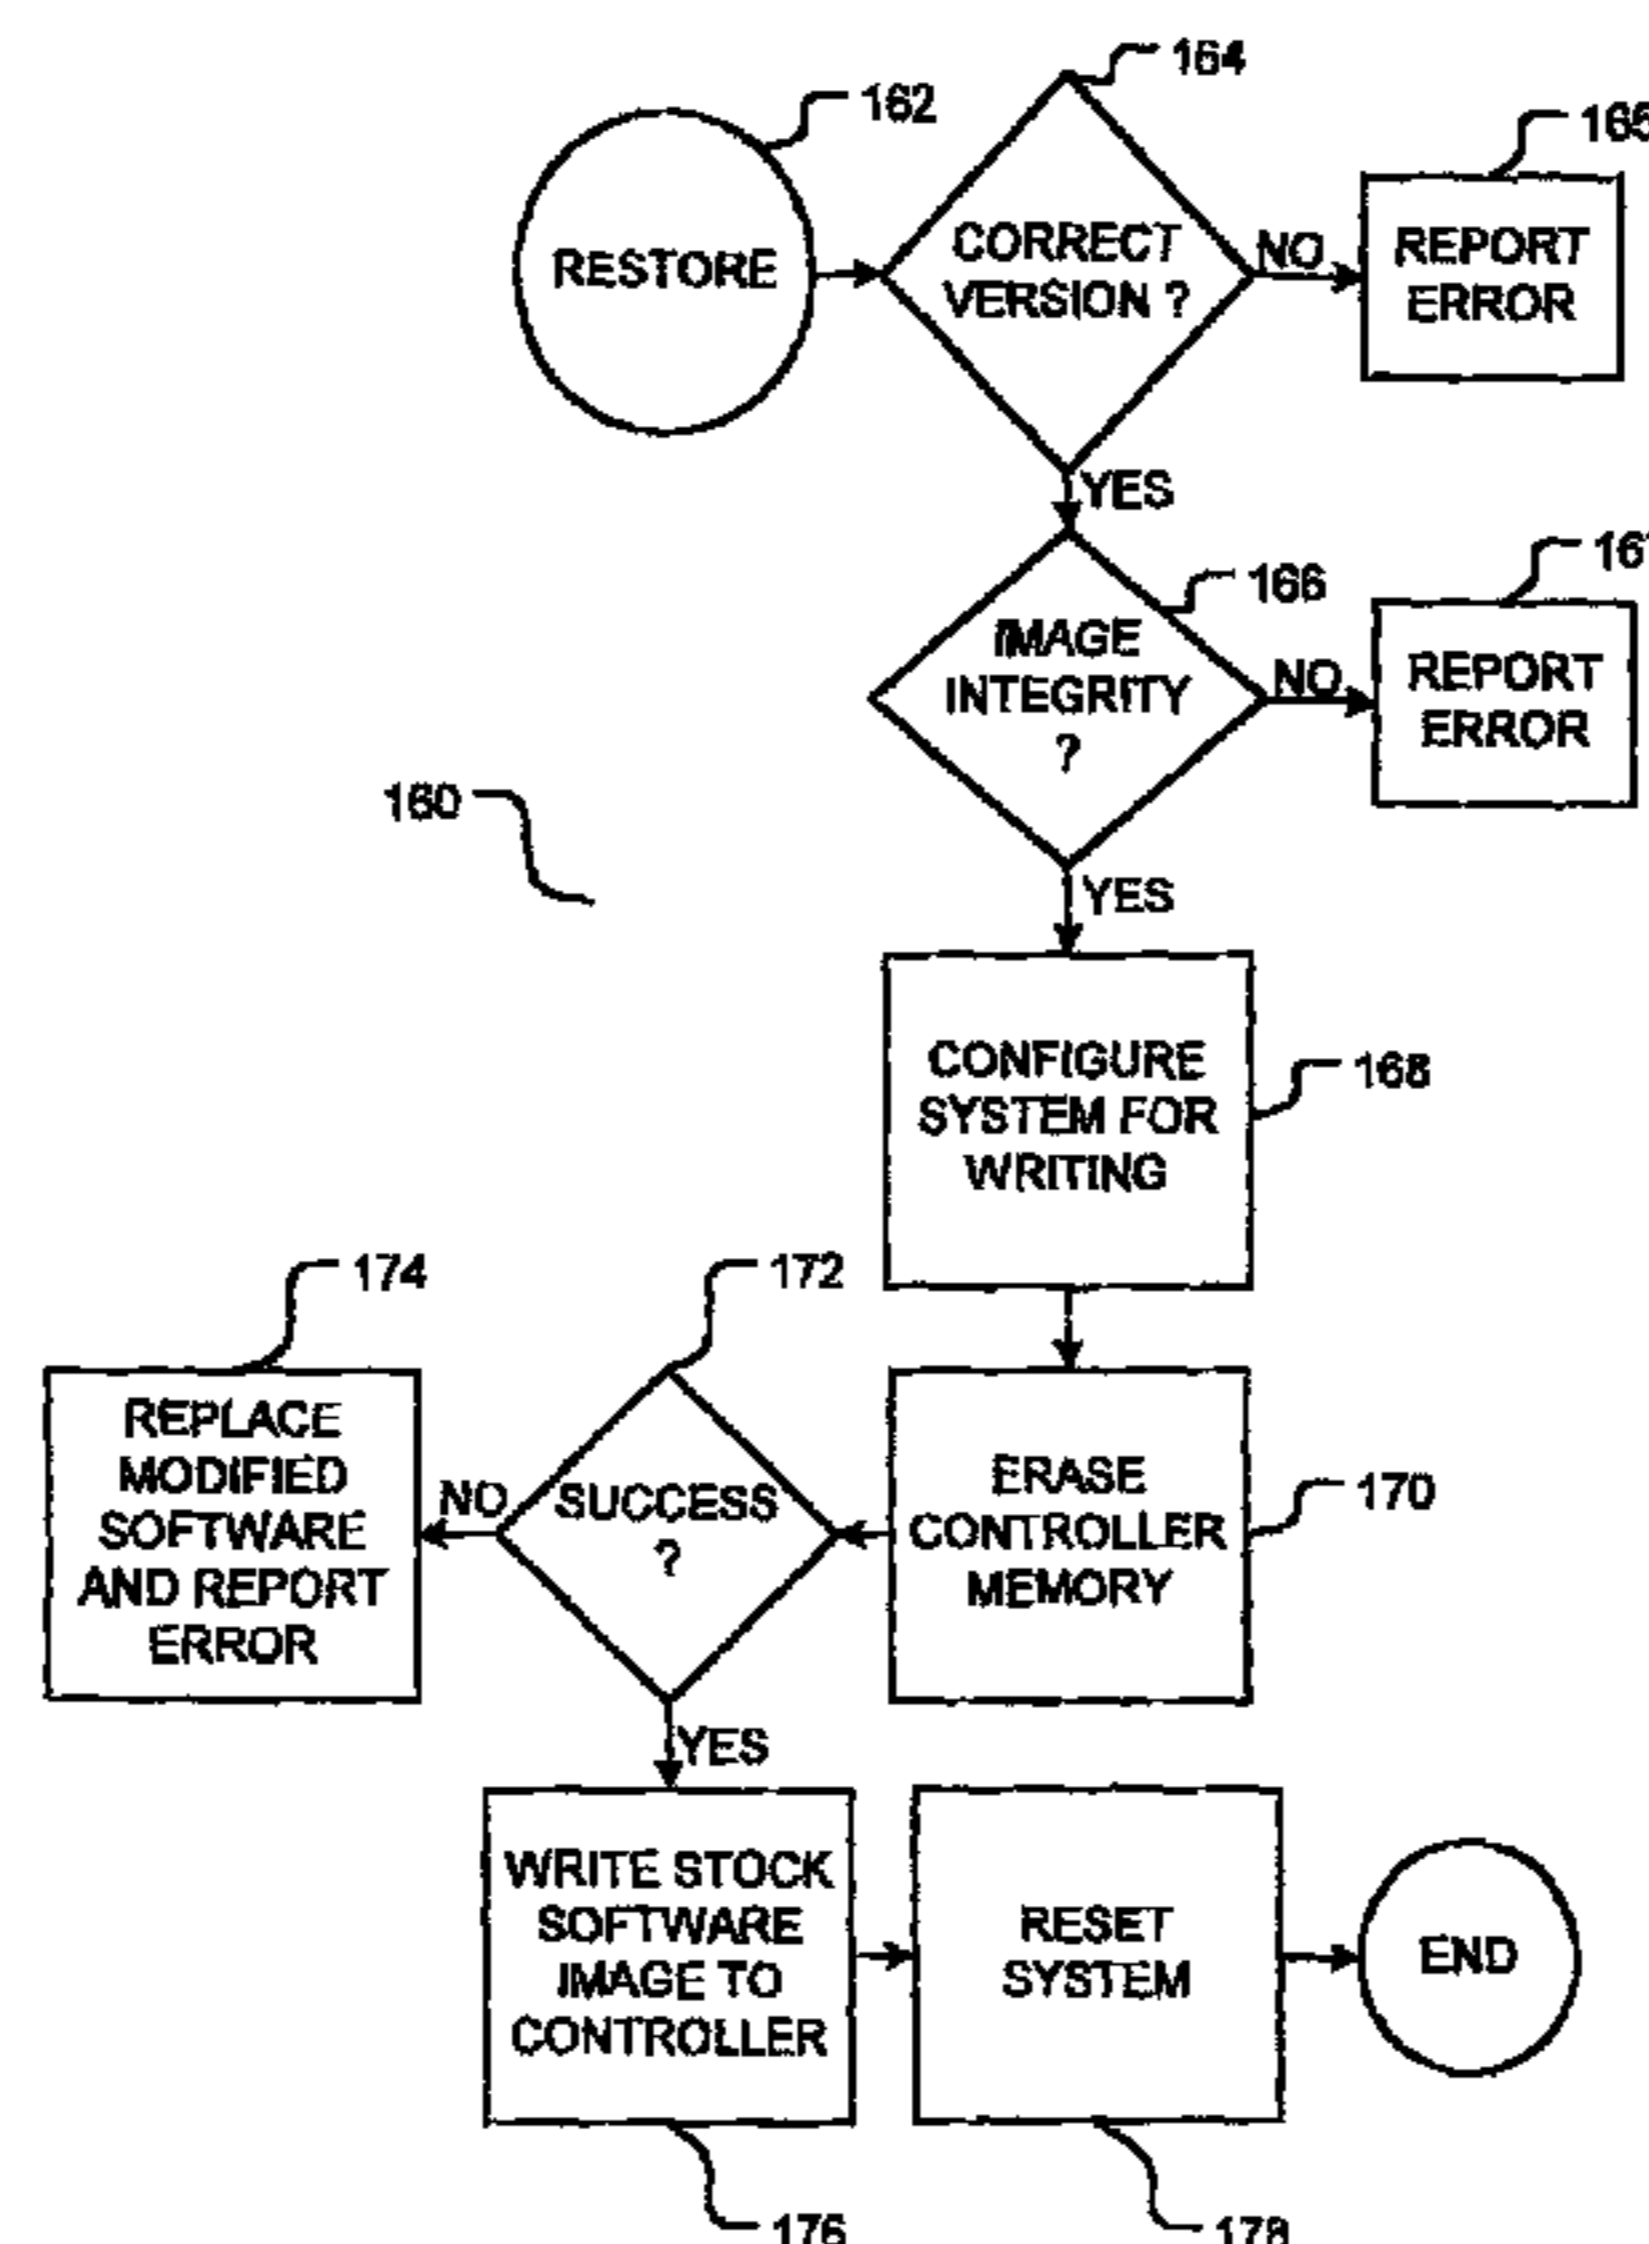 164
162
165
RESTORE
CORRECT
VERSION ?
NO
REPORT
ERROR
YES
166
IMAGE
INTEGRITY
?
NO
REPORT
ERROR
160
YES
CONFIGURE
SYSTEM FOR
WRITING
168
174
172
REPLACE
MODIFIED
SOFTWARE
AND REPORT
ERROR
NO
SUCCESS
?
ERASE
CONTROLLER
MEMORY
170
YES
WRITE STOCK
SOFTWARE
IMAGE TO
CONTROLLER
RESET
SYSTEM
END
176
178